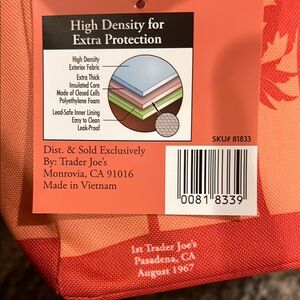 High Density for
Extra Protection
High Density
Exterior Fabric
Extra Thick
Insulated Core
Made of Closed Cells
Polyethylene Foam
Lead-Safe Inner Lining
Easy to Clean
Leak-Proof
SKU# 81833
Dist. & Sold Exclusively
By: Trader Joe's
Monrovia, CA 91016
Made in Vietnam
0081 8339
1st Trader Joe's
Pasadena, CA
August 1967